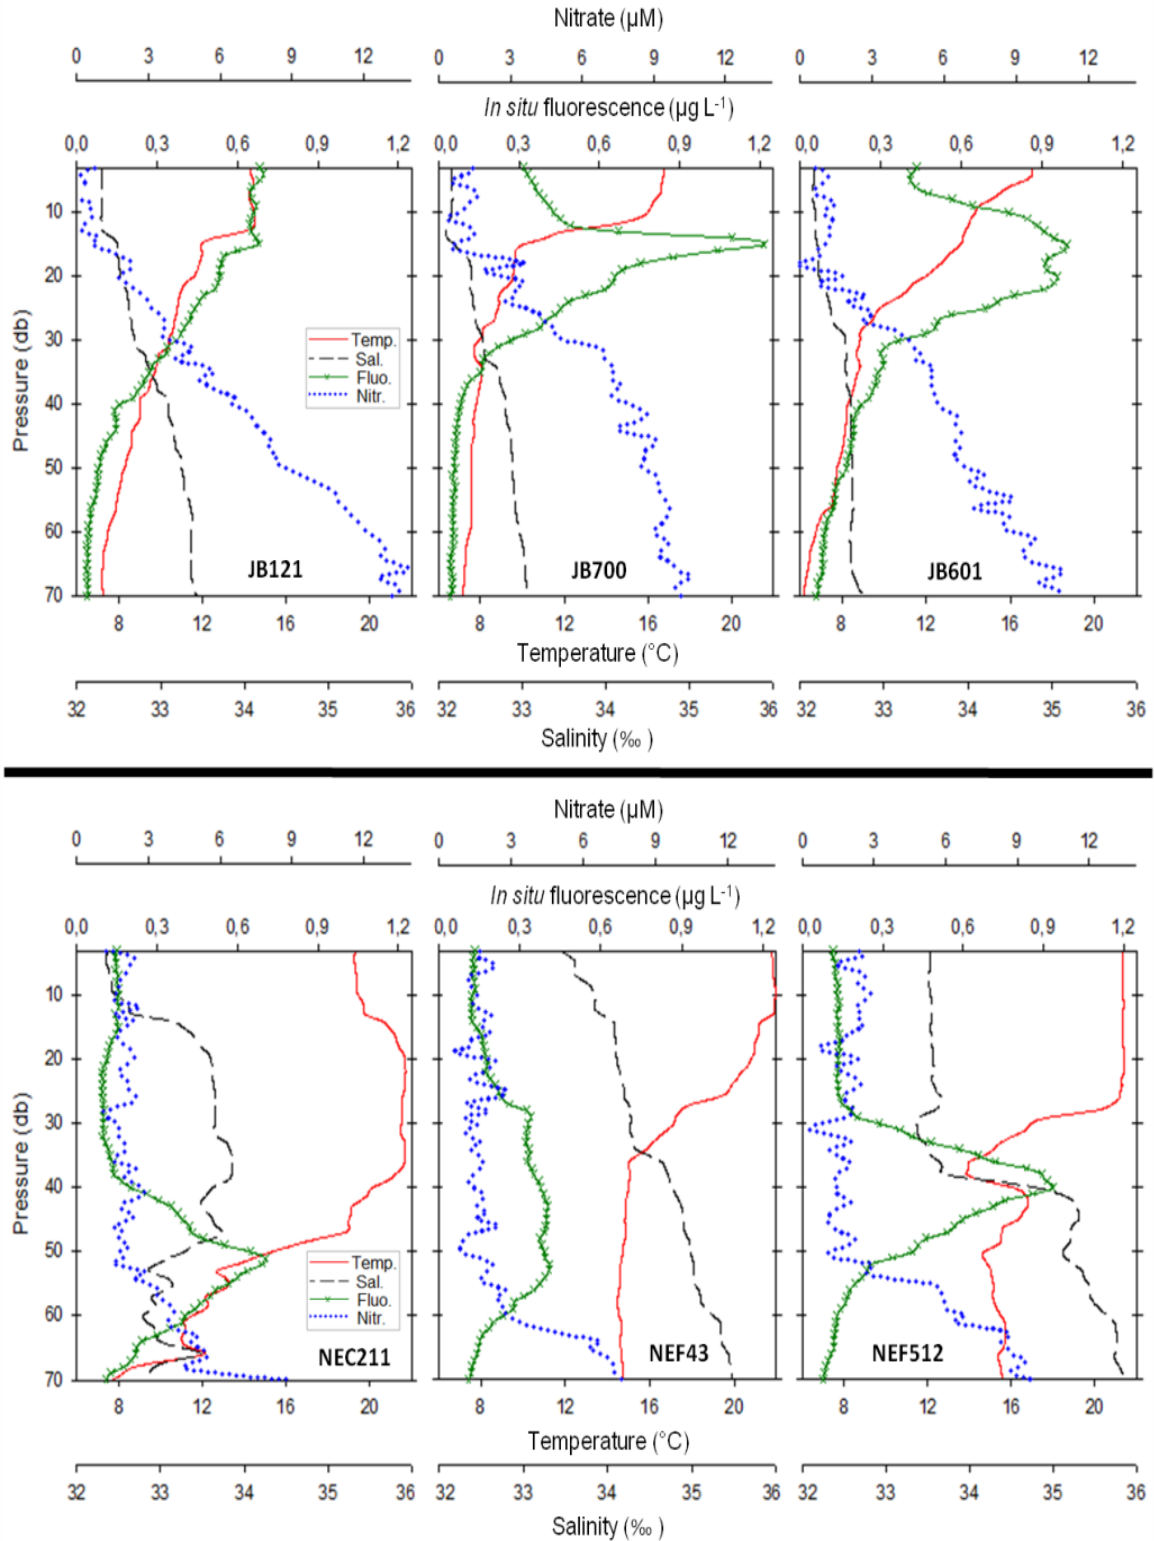 Nitrate (µM)
0 3 6 9 12 0 3 6 9 12 0 3 6 9 12
In situ fluorescence (µg L-1)
0,0 0,3 0,6 0,9 1,2 0,0 0,3 0,6 0,9 1,2 0,0 0,3 0,6 0,9 1,2
10
20
30
40
50
60
70
Pressure (db)
Temp.
Sal.
Fluo.
Nitr.
JB121 JB700 JB601
8 12 16 20 8 12 16 20 8 12 16 20
Temperature (°C)
32 33 34 35 36 32 33 34 35 36 32 33 34 35 36
Salinity (‰ )
Nitrate (µM)
0 3 6 9 12 0 3 6 9 12 0 3 6 9 12
In situ fluorescence (µg L-1)
0,0 0,3 0,6 0,9 1,2 0,0 0,3 0,6 0,9 1,2 0,0 0,3 0,6 0,9 1,2
10
20
30
40
50
60
70
Pressure (db)
Temp.
Sal.
Fluo.
Nitr.
NEC211 NEF43 NEF512
8 12 16 20 8 12 16 20 8 12 16 20
Temperature (°C)
32 33 34 35 36 32 33 34 35 36 32 33 34 35 36
Salinity (‰ )